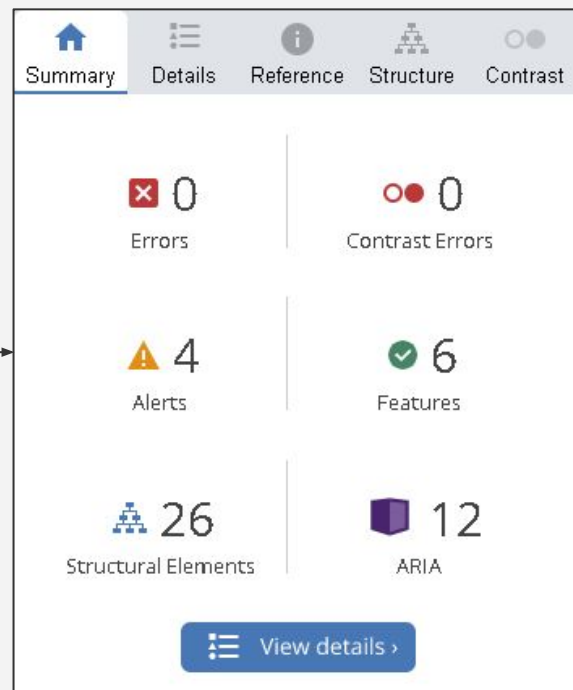 Summary Details Reference Structure Contrast
0 0
Errors Contrast Errors
4 6
Alerts Features
26 12
Structural Elements ARIA
View details ›